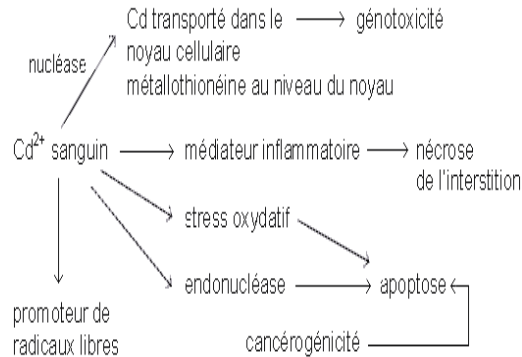 Cd transporté dans le
noyau cellulaire
métallothionéine au niveau du noyau
génotoxicité
nucléase
Cd²⁺ sanguin
médiateur inflammatoire
nécrose
de l'interstition
stress oxydatif
endonucléase
apoptose
promoteur de
radicaux libres
cancérogénicité